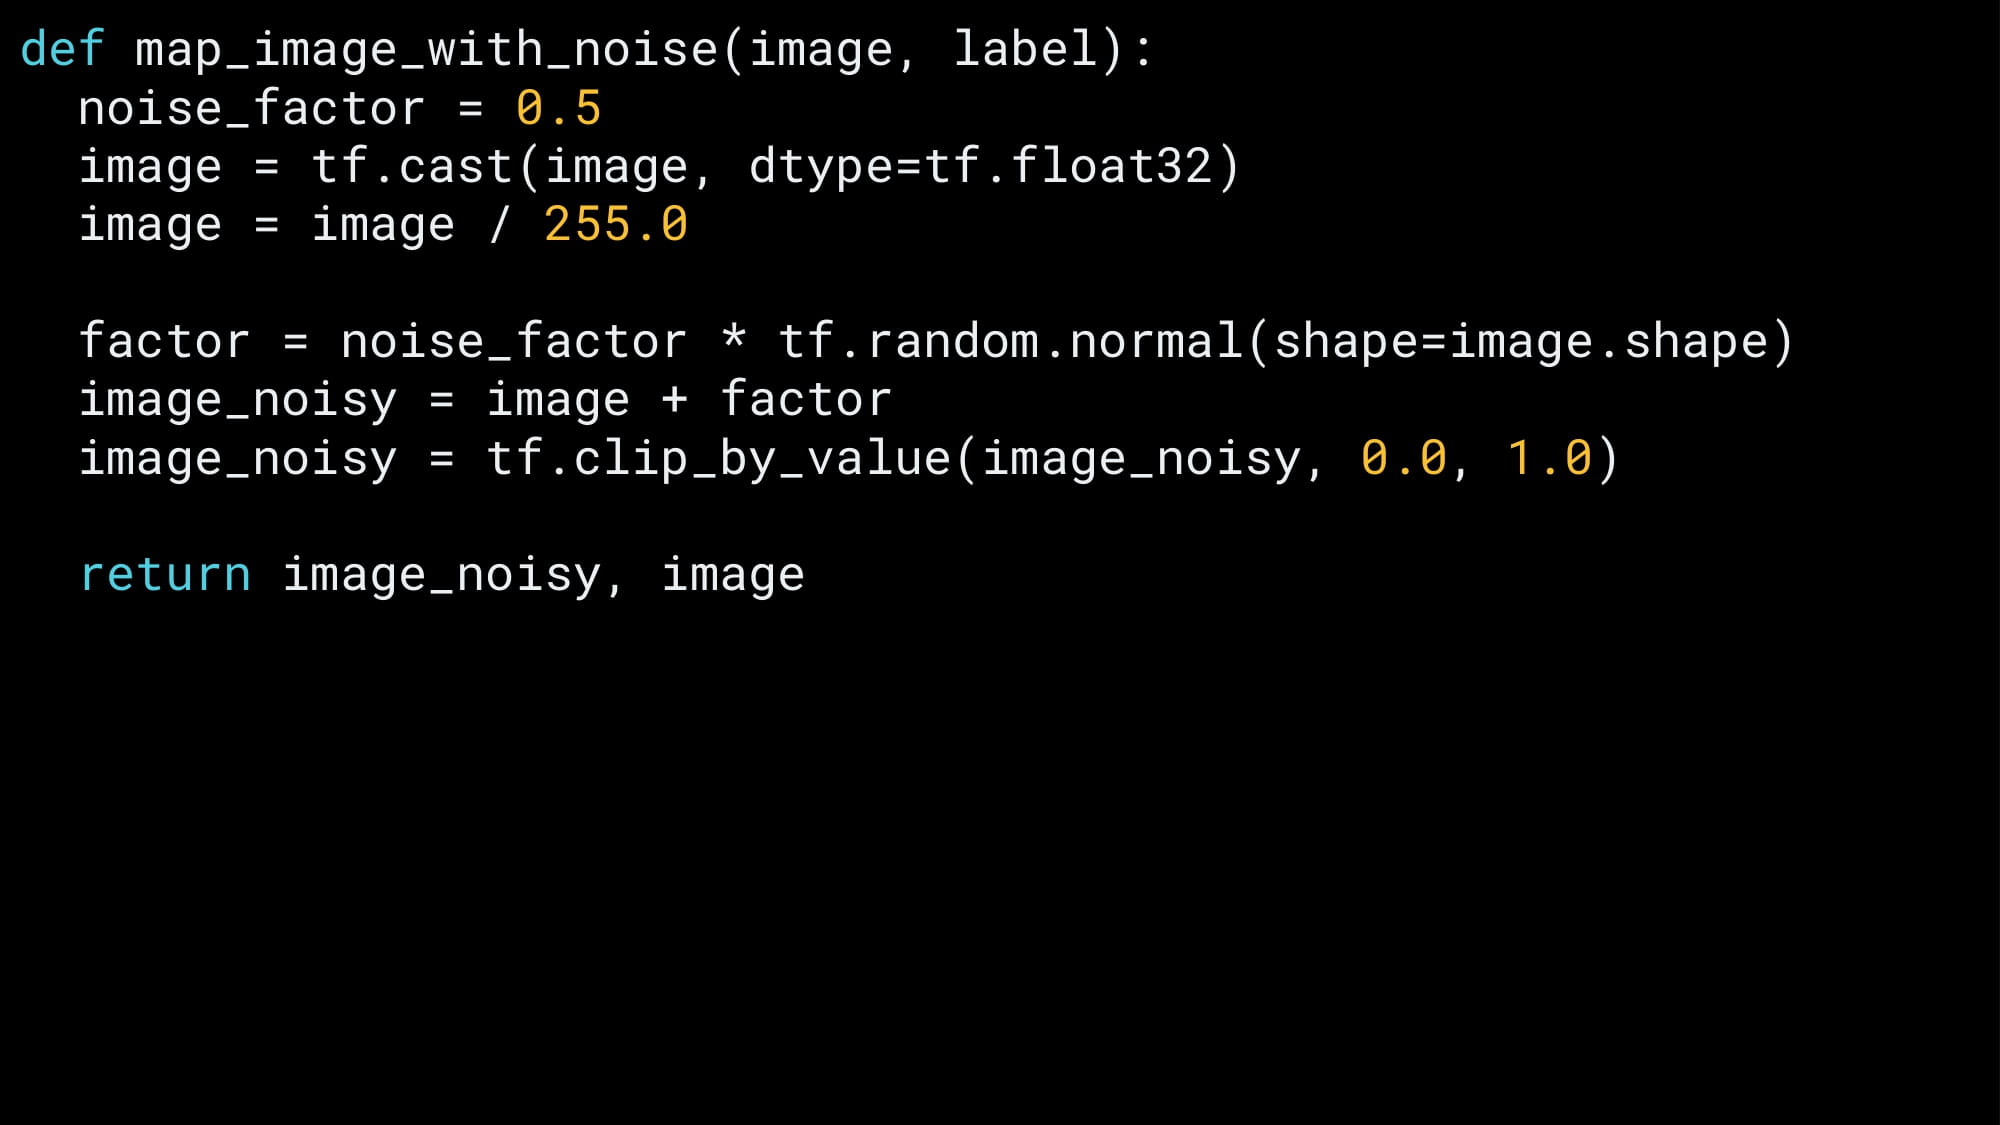 def map_image_with_noise(image, label):
  noise_factor = 0.5
  image = tf.cast(image, dtype=tf.float32)
  image = image / 255.0

  factor = noise_factor * tf.random.normal(shape=image.shape)
  image_noisy = image + factor
  image_noisy = tf.clip_by_value(image_noisy, 0.0, 1.0)

  return image_noisy, image